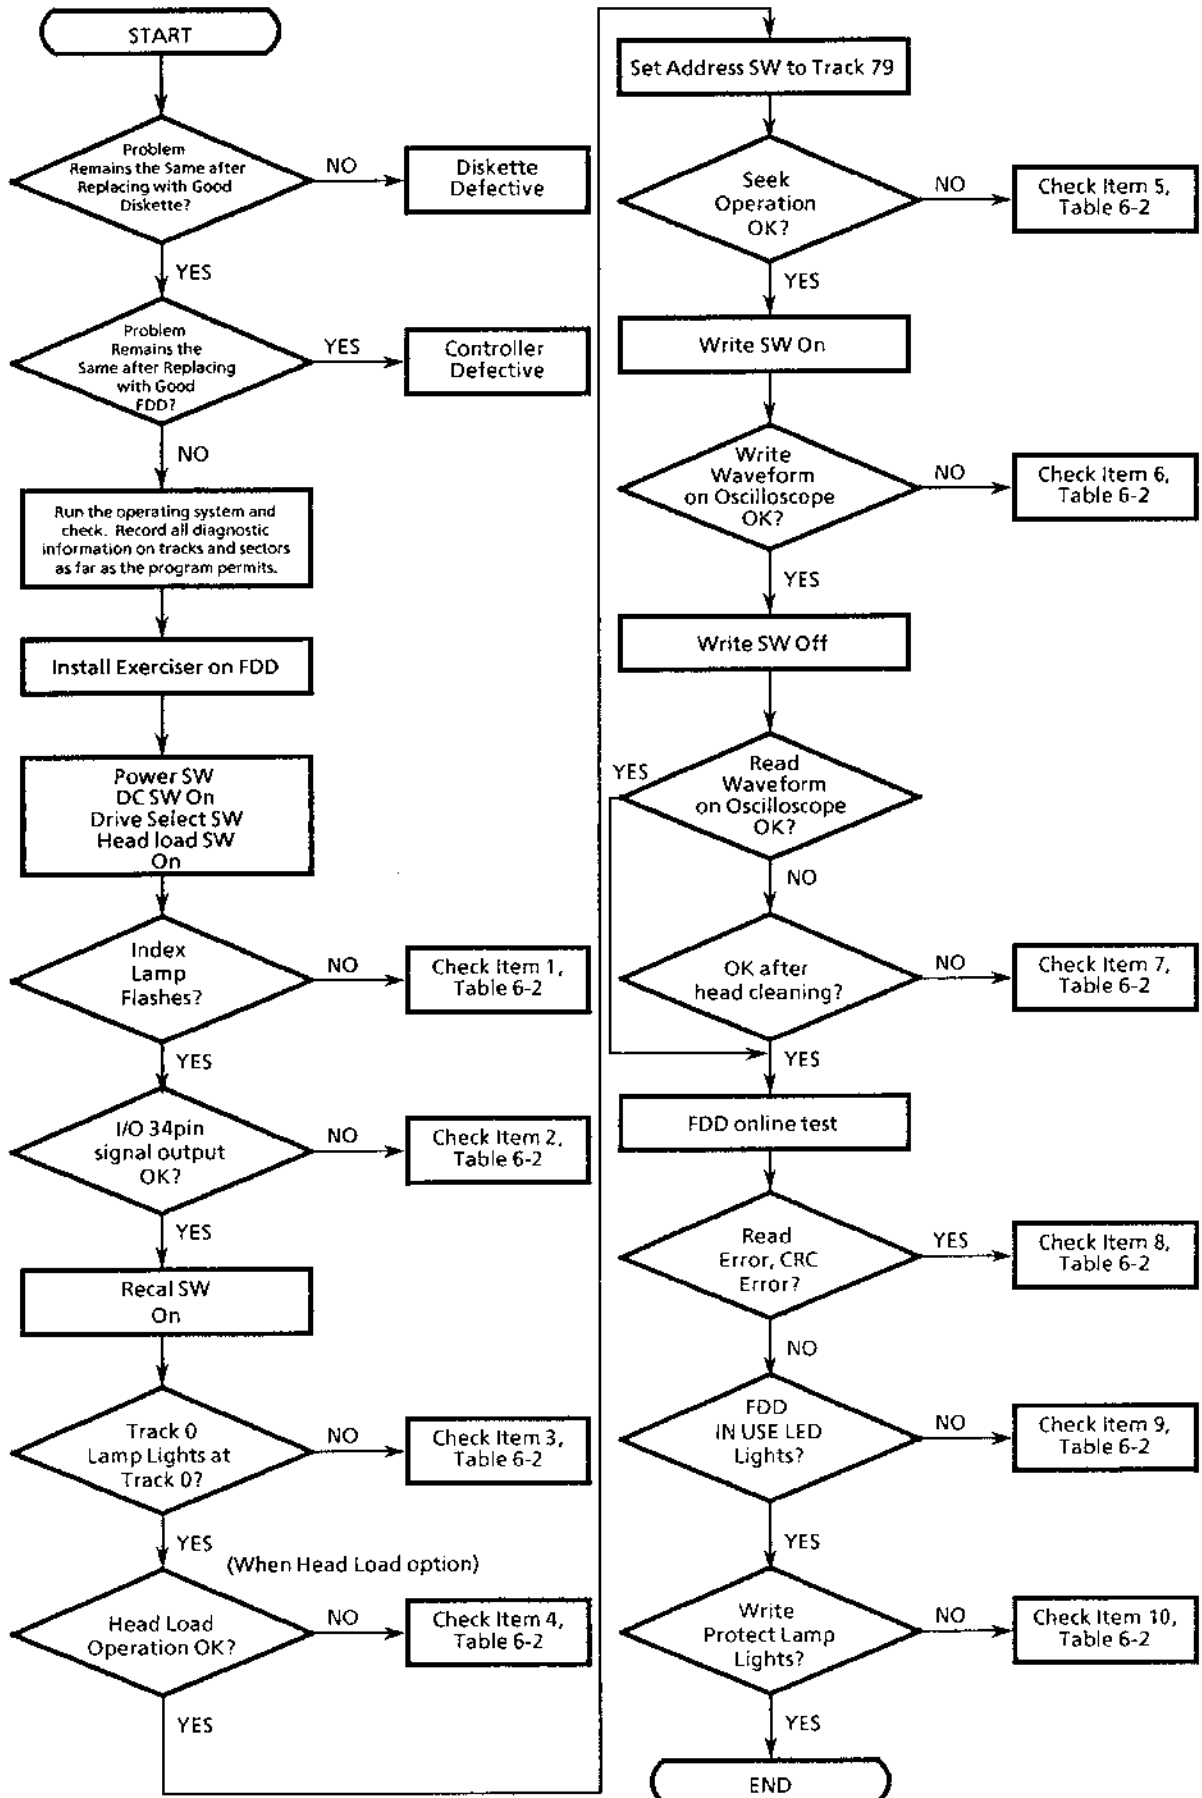 START
Problem
Remains the Same after
Replacing with Good
Diskette?
NO
Diskette
Defective
YES
Problem
Remains the
Same after Replacing
with Good
FDD?
YES
Controller
Defective
NO
Run the operating system and
check. Record all diagnostic
information on tracks and sectors
as far as the program permits.
Install Exerciser on FDD
Power SW
DC SW On
Drive Select SW
Head load SW
On
Index
Lamp
Flashes?
NO
Check Item 1,
Table 6-2
YES
I/O 34pin
signal output
OK?
NO
Check Item 2,
Table 6-2
YES
Recal SW
On
Track 0
Lamp Lights at
Track 0?
NO
Check Item 3,
Table 6-2
YES
(When Head Load option)
Head Load
Operation OK?
NO
Check Item 4,
Table 6-2
YES
Set Address SW to Track 79
Seek
Operation
OK?
NO
Check Item 5,
Table 6-2
YES
Write SW On
Write
Waveform
on Oscilloscope
OK?
NO
Check Item 6,
Table 6-2
YES
Write SW Off
Read
Waveform
on Oscilloscope
OK?
YES
NO
OK after
head cleaning?
NO
Check Item 7,
Table 6-2
YES
FDD online test
Read
Error, CRC
Error?
YES
Check Item 8,
Table 6-2
NO
FDD
IN USE LED
Lights?
NO
Check Item 9,
Table 6-2
YES
Write
Protect Lamp
Lights?
NO
Check Item 10,
Table 6-2
YES
END